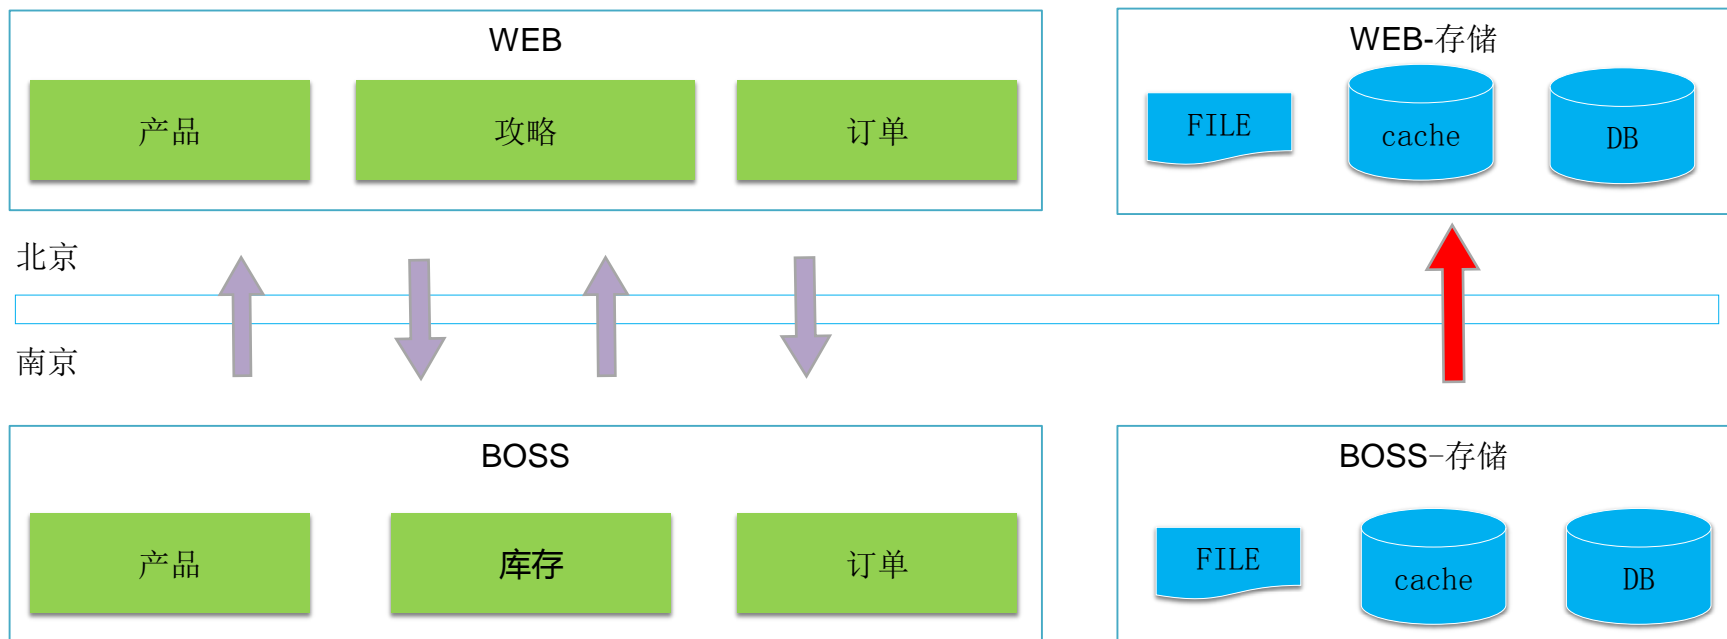 WEB
产品
攻略
订单
WEB-存储
FILE
cache
DB
北京
南京
BOSS
产品
库存
订单
BOSS-存储
FILE
cache
DB